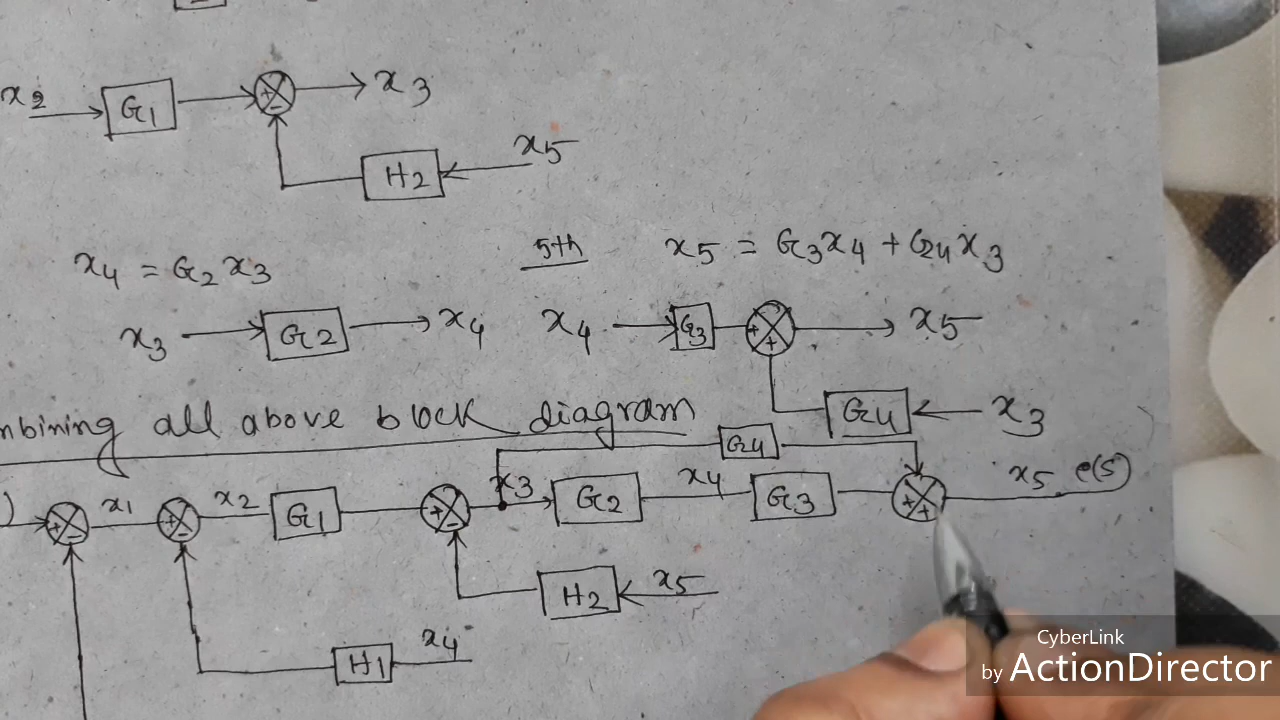 x2 G1 + - x3
H2 x5
x4 = G2 x3
5th x5 = G3x4 + G4x3
x3 G2 x4
x4 G3 + + x5
G4 x3
mbining all above block diagram
G4
) + - x1 + - x2 G1 + - x3 G2 x4 G3 + + x5 c(s)
H2 x5
H1 x4
CyberLink
by ActionDirector